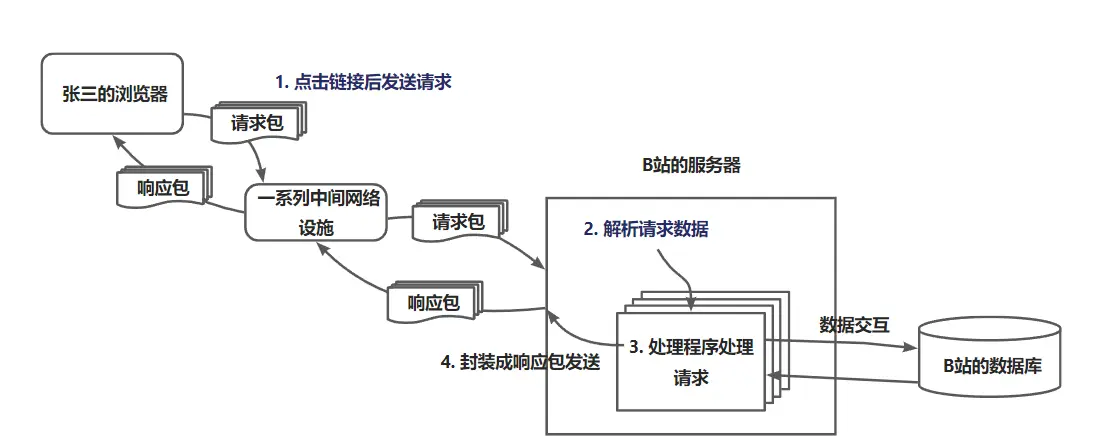 1. 点击链接后发送请求
张三的浏览器
请求包
响应包
一系列中间网络
设施
请求包
响应包
B站的服务器
2. 解析请求数据
3. 处理程序处理
请求
4. 封装成响应包发送
数据交互
B站的数据库